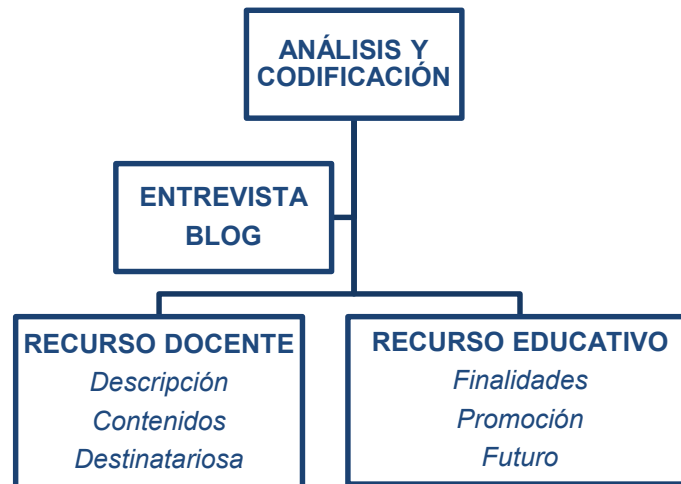 ANÁLISIS Y
CODIFICACIÓN
ENTREVISTA
BLOG
RECURSO DOCENTE
Descripción
Contenidos
Destinatariosa
RECURSO EDUCATIVO
Finalidades
Promoción
Futuro